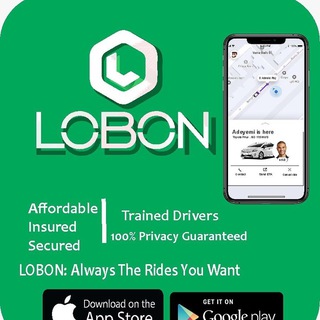 LOBON
Adeyemi is here
Affordable
Insured
Secured
Trained Drivers
100% Privacy Guaranteed
LOBON: Always The Rides You Want
Download on the
App Store
GET IT ON
Google play